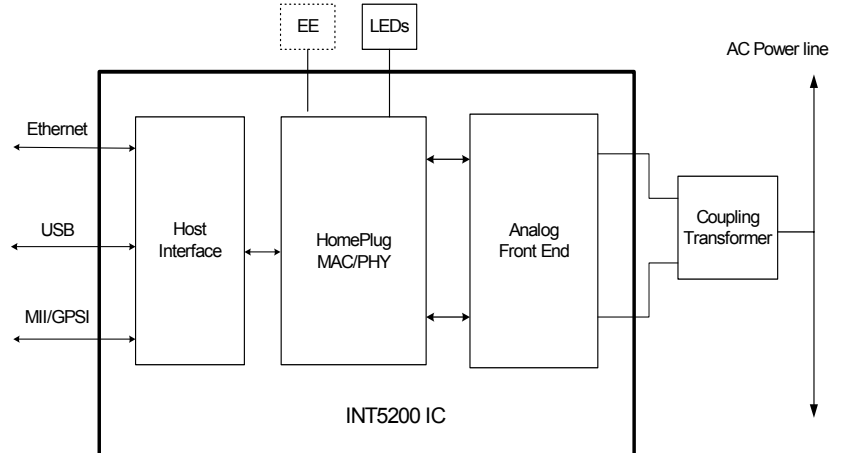 EE
LEDs
AC Power line
Ethernet
USB
MII/GPSI
Host
Interface
HomePlug
MAC/PHY
Analog
Front End
Coupling
Transformer
INT5200 IC